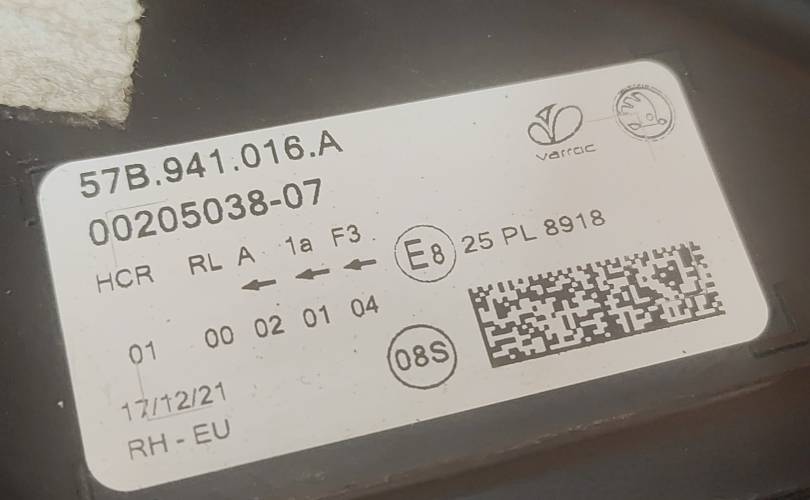 57B.941.016.A
varroc
00205038-07
HCR RL A 1a F3
E8 25 PL 8918
01 00 02 01 04
08S
17/12/21
RH - EU